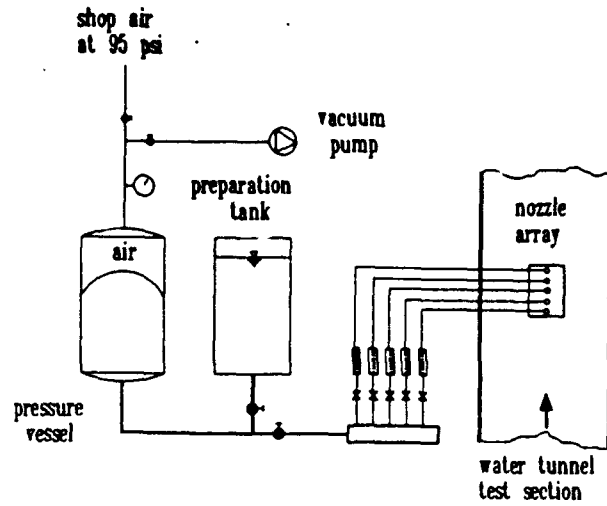 shop air
at 95 psi
vacuum
pump
preparation
tank
nozzle
array
air
pressure
vessel
water tunnel
test section